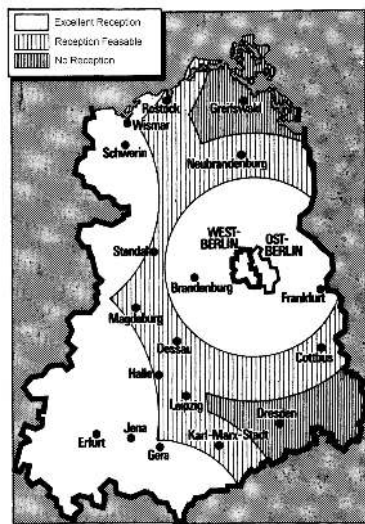 Excellent Reception
Reception Feasable
No Reception
Rostock
Greifswald
Wismar
Schwerin
Neubrandenburg
WEST-
BERLIN
OST-
BERLIN
Stendal
Brandenburg
Frankfurt
Magdeburg
Dessau
Cottbus
Halle
Leipzig
Dresden
Erfurt
Jena
Gera
Karl-Marx-Stadt